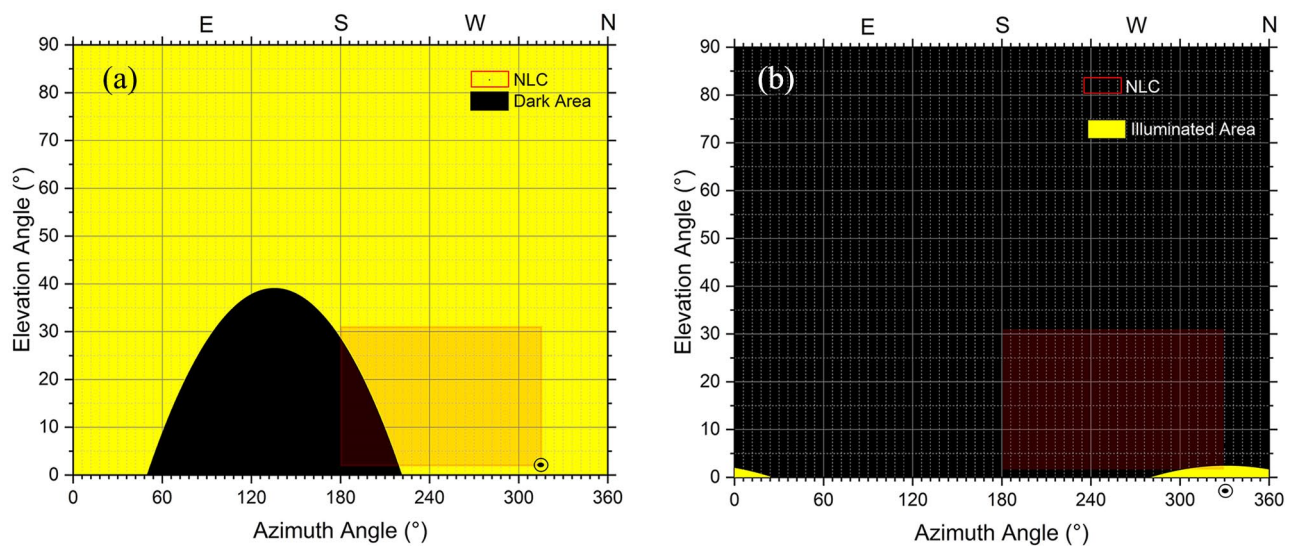 E S W N
90
80
70
60
50
40
30
20
10
0
Elevation Angle (°)
(a)
NLC
Dark Area
0 60 120 180 240 300 360
Azimuth Angle (°)
E S W N
90
80
70
60
50
40
30
20
10
0
Elevation Angle (°)
(b)
NLC
Illuminated Area
0 60 120 180 240 300 360
Azimuth Angle (°)